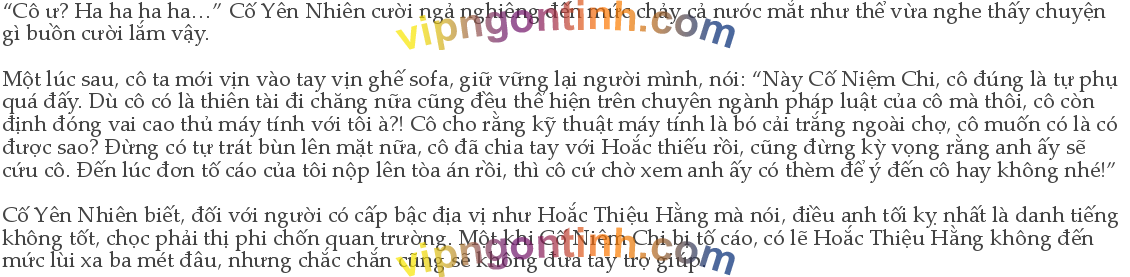 “Cô ư? Ha ha ha ha…” Cố Yên Nhiên cười ngả nghiêng đến mức chảy cả nước mắt như thể vừa nghe thấy chuyện
gì buồn cười lắm vậy.
Một lúc sau, cô ta mới vịn vào tay vịn ghế sofa, giữ vững lại người mình, nói: “Này Cố Niệm Chi, cô đúng là tự phụ
quá đấy. Dù cô có là thiên tài đi chăng nữa cũng đều thể hiện trên chuyên ngành pháp luật của cô mà thôi, cô còn
định đóng vai cao thủ máy tính với tôi à?! Cô cho rằng kỹ thuật máy tính là bó cải trắng ngoài chợ, cô muốn có là có
được sao? Đừng có tự trát bùn lên mặt nữa, cô đã chia tay với Hoắc thiếu rồi, cũng đừng kỳ vọng rằng anh ấy sẽ
cứu cô. Đến lúc đơn tố cáo của tôi nộp lên tòa án rồi, thì cô cứ chờ xem anh ấy có thèm để ý đến cô hay không nhé!”
Cố Yên Nhiên biết, đối với người có cấp bậc địa vị như Hoắc Thiệu Hằng mà nói, điều anh tối kỵ nhất là danh tiếng
không tốt, chọc phải thị phi chốn quan trường. Một khi Cố Niệm Chi bị tố cáo, có lẽ Hoắc Thiệu Hằng không đến
mức lùi xa ba mét đâu, nhưng chắc chắn cũng sẽ không đưa tay trợ giúp.
vipngontinh.com
vipngontinh.com